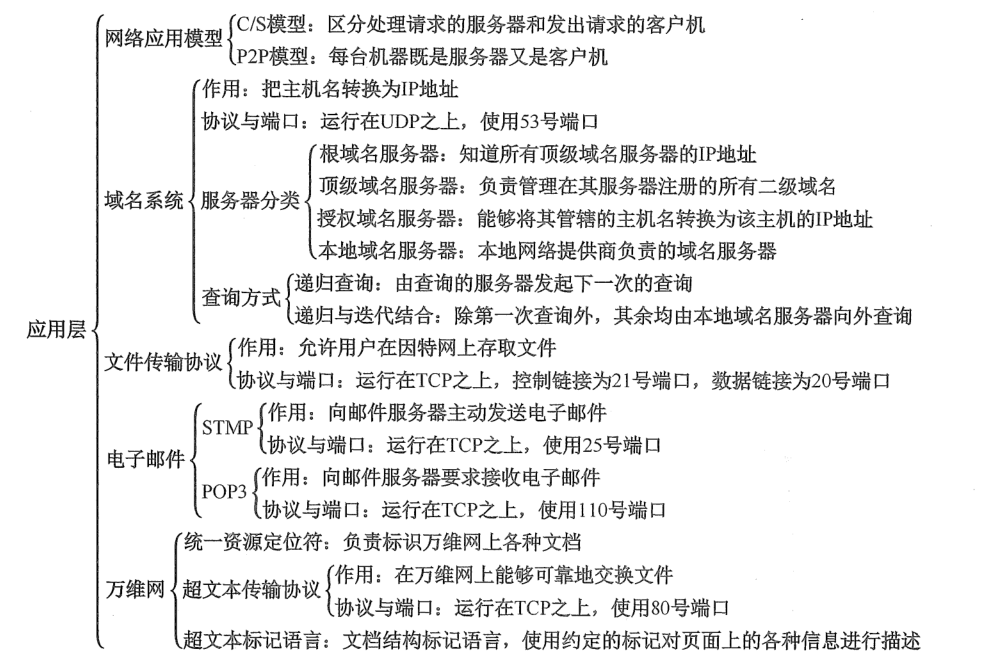 网络应用模型
C/S模型：区分处理请求的服务器和发出请求的客户机
P2P模型：每台机器既是服务器又是客户机
作用：把主机名转换为IP地址
协议与端口：运行在UDP之上，使用53号端口
根域名服务器：知道所有顶级域名服务器的IP地址
顶级域名服务器：负责管理在其服务器注册的所有二级域名
域名系统
服务器分类
授权域名服务器：能够将其管辖的主机名转换为该主机的IP地址
本地域名服务器：本地网络提供商负责的域名服务器
查询方式
递归查询：由查询的服务器发起下一次的查询
递归与迭代结合：除第一次查询外，其余均由本地域名服务器向外查询
应用层
文件传输协议
作用：允许用户在因特网上存取文件
协议与端口：运行在TCP之上，控制链接为21号端口，数据链接为20号端口
电子邮件
STMP
作用：向邮件服务器主动发送电子邮件
协议与端口：运行在TCP之上，使用25号端口
POP3
作用：向邮件服务器要求接收电子邮件
协议与端口：运行在TCP之上，使用110号端口
万维网
统一资源定位符：负责标识万维网上各种文档
超文本传输协议
作用：在万维网上能够可靠地交换文件
协议与端口：运行在TCP之上，使用80号端口
超文本标记语言：文档结构标记语言，使用约定的标记对页面上的各种信息进行描述